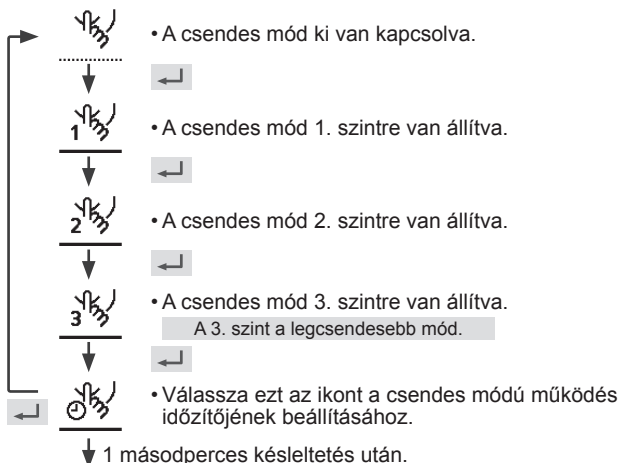 • A csendes mód ki van kapcsolva.
1
• A csendes mód 1. szintre van állítva.
2
• A csendes mód 2. szintre van állítva.
3
• A csendes mód 3. szintre van állítva.
A 3. szint a legcsendesebb mód.
• Válassza ezt az ikont a csendes módú működés
időzítőjének beállításához.
1 másodperces késleltetés után.